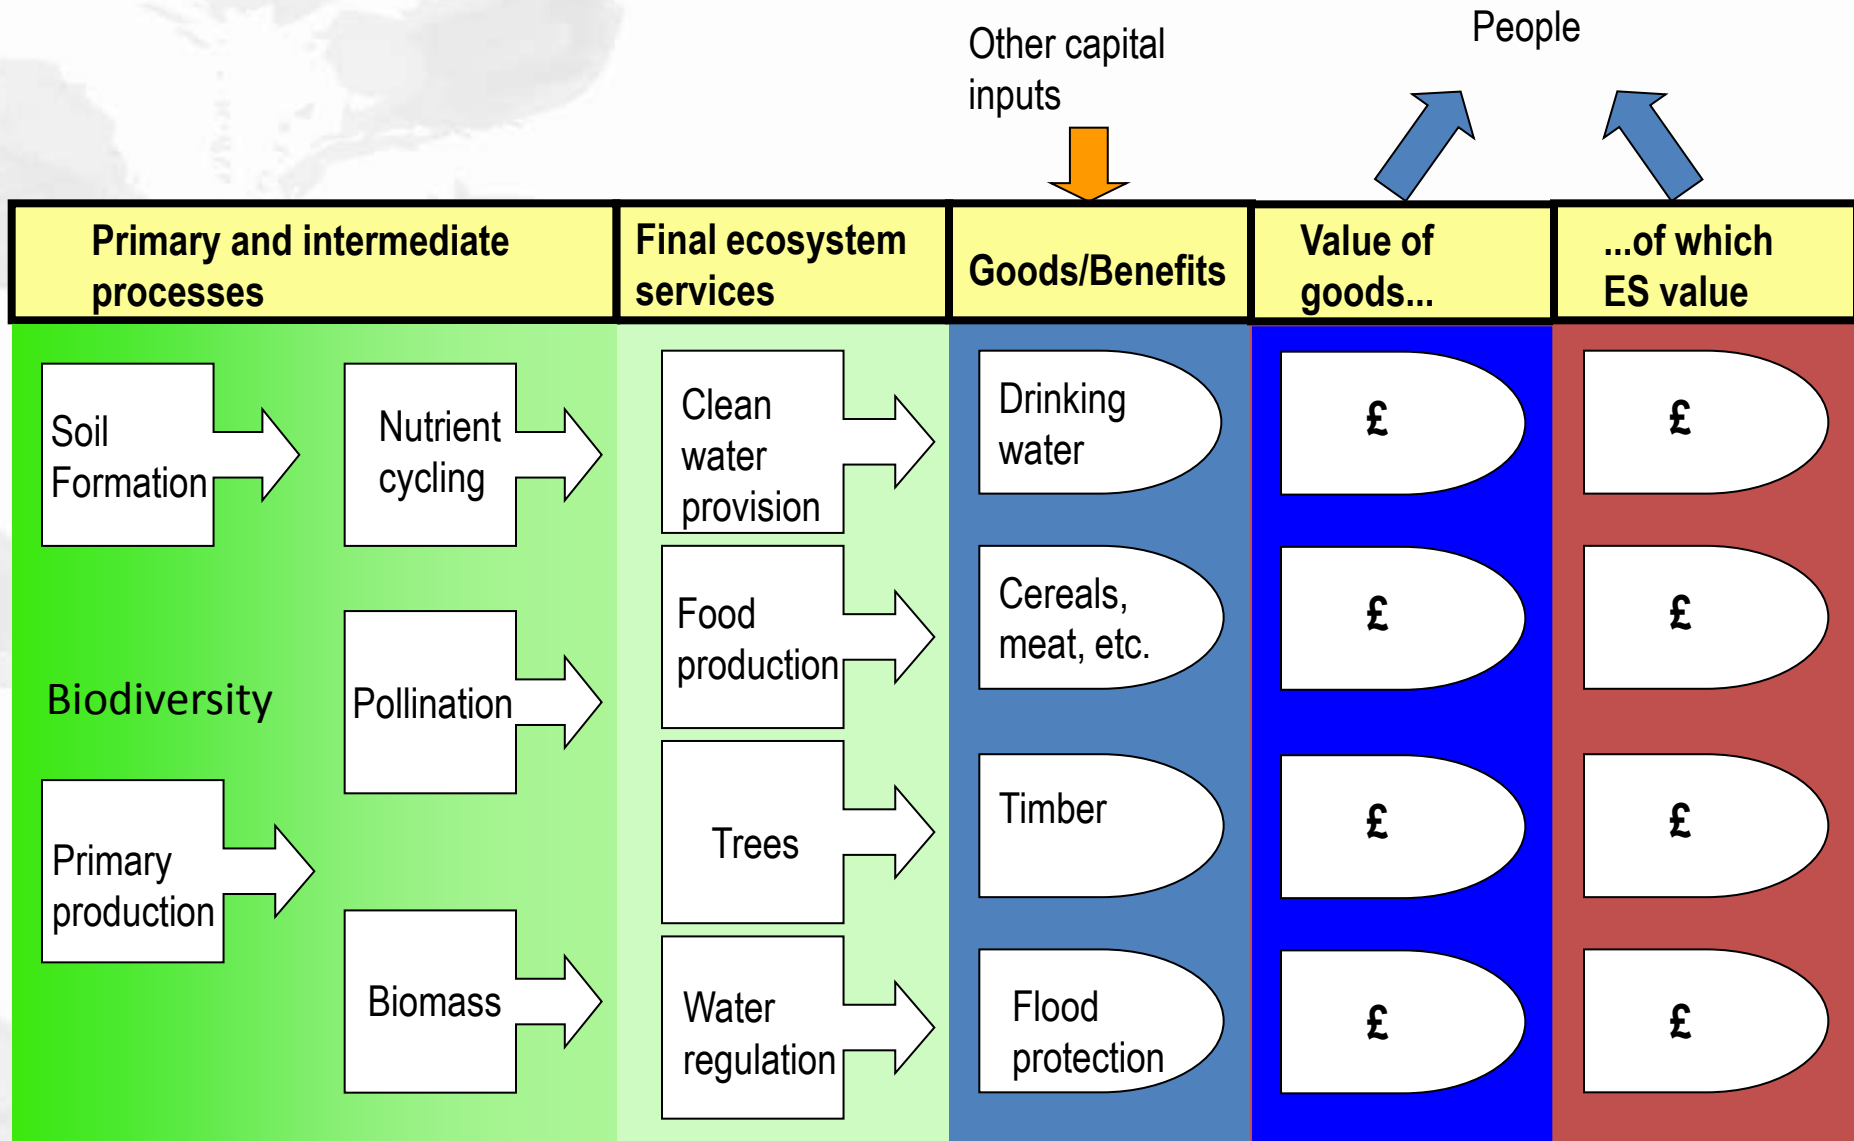 Other capital
inputs
People
Primary and intermediate
processes
Final ecosystem
services
Goods/Benefits
Value of
goods...
...of which
ES value
Soil
Formation
Nutrient
cycling
Clean
water
provision
Drinking
water
£
£
Biodiversity
Pollination
Food
production
Cereals,
meat, etc.
£
£
Primary
production
Trees
Timber
£
£
Biomass
Water
regulation
Flood
protection
£
£